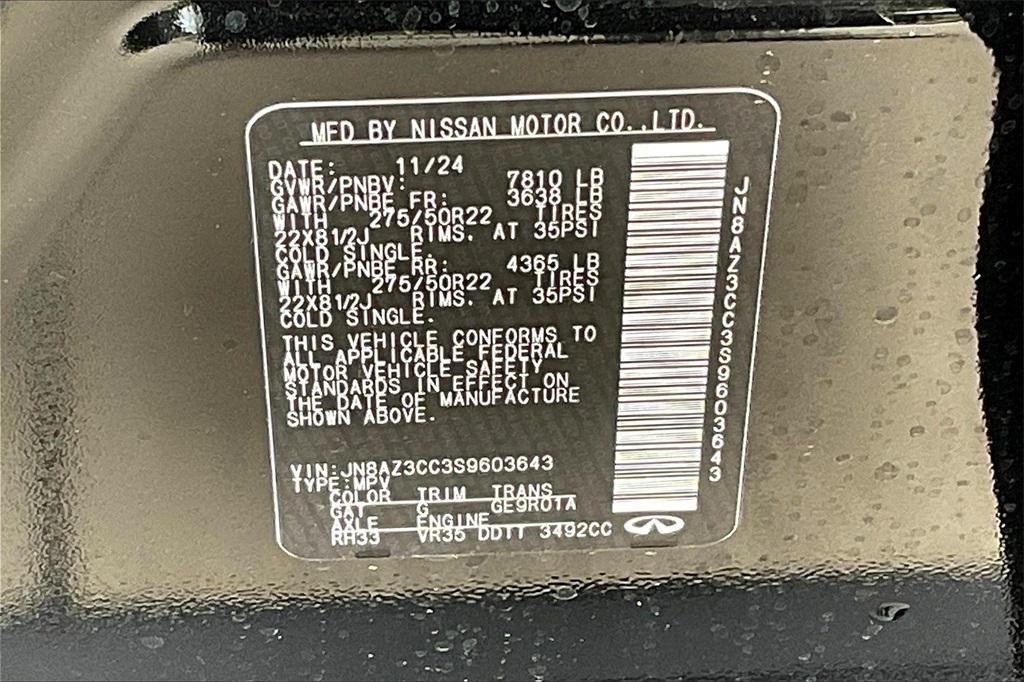 MFD BY NISSAN MOTOR CO.,LTD.
DATE: 11/24
GVWR/PNBV: 7810 LB
GAWR/PNBE FR: 3638 LB
WITH 275/50R22 TIRES
22X81/2J RIMS, AT 35PSI
COLD SINGLE.
GAWR/PNBE RR: 4365 LB
WITH 275/50R22 TIRES
22X81/2J RIMS, AT 35PSI
COLD SINGLE.
THIS VEHICLE CONFORMS TO
ALL APPLICABLE FEDERAL
MOTOR VEHICLE SAFETY
STANDARDS IN EFFECT ON
THE DATE OF MANUFACTURE
SHOWN ABOVE.
VIN:JN8AZ3CC3S9603643
TYPE:MPV
COLOR TRIM TRANS
GAT G GE9R01A
AXLE ENGINE
RH33 VR35 DDTT 3492CC
JN8AZ3CC3S9603643